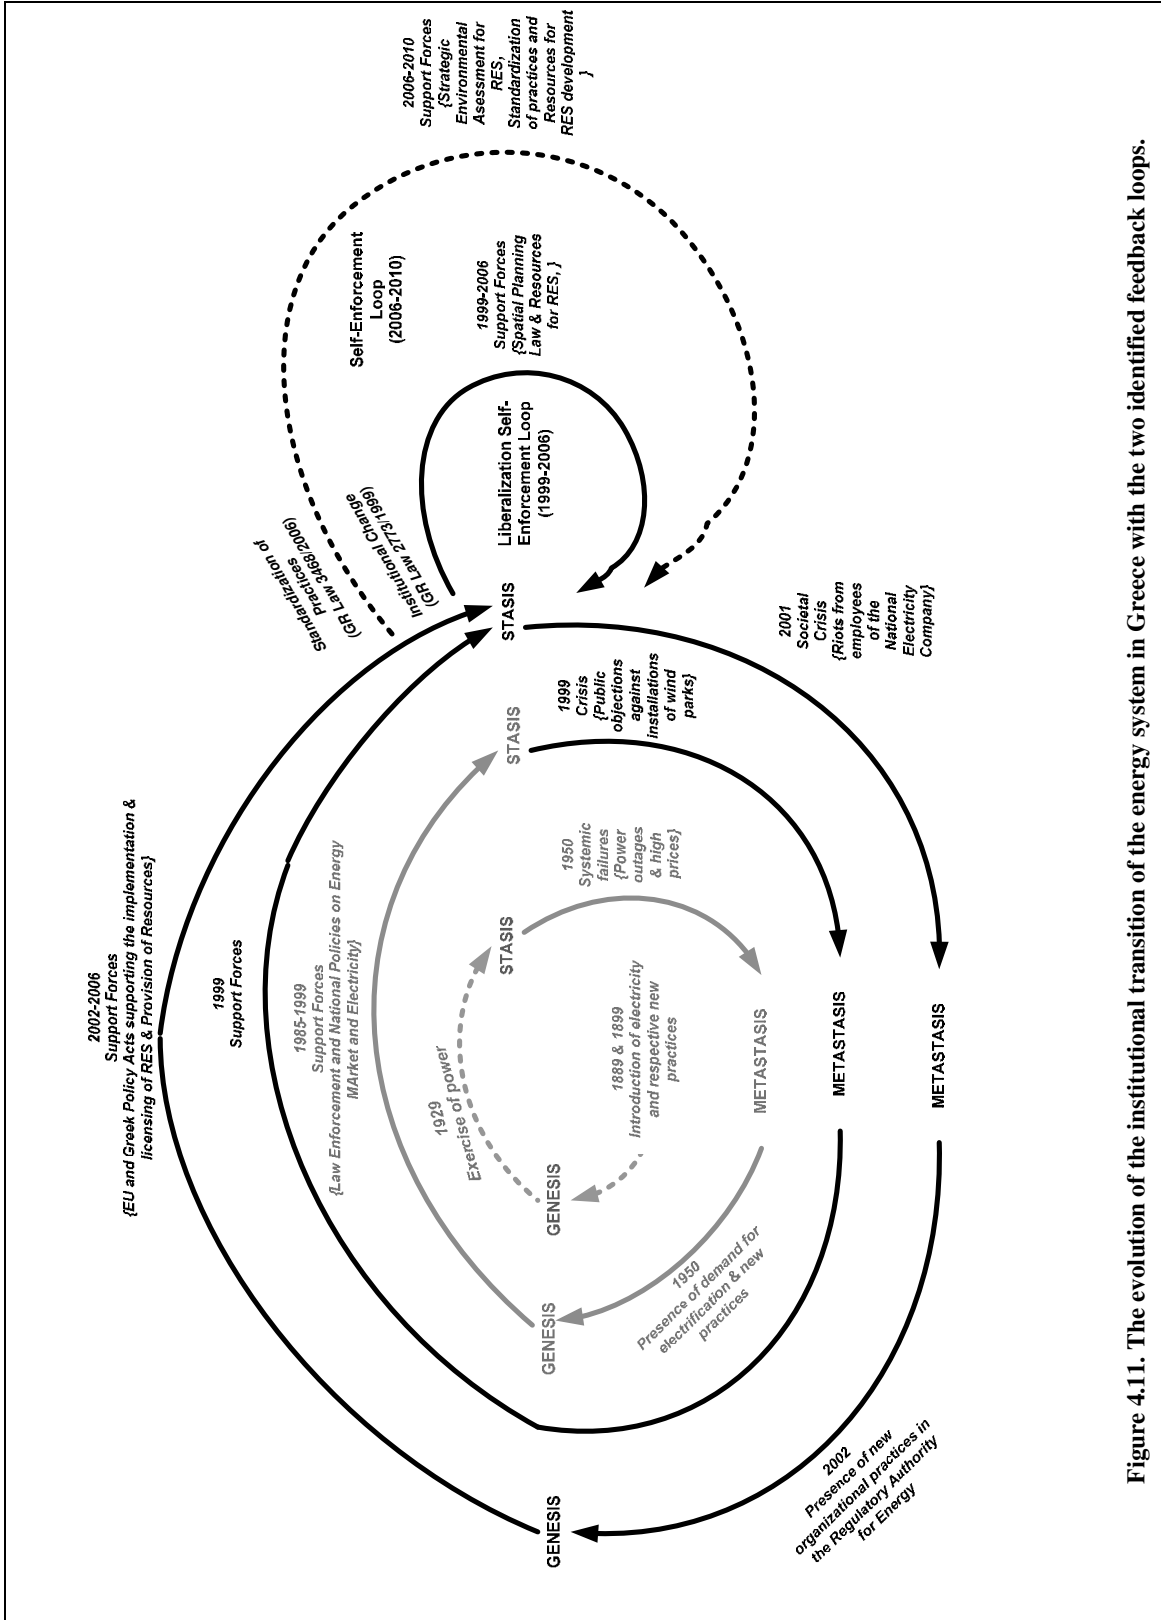 2002-2006
Support Forces
{EU and Greek Policy Acts supporting the implementation &
licensing of RES & Provision of Resources}
1999
Support Forces
1985-1999
Support Forces
{Law Enforcement and National Policies on Energy
MArket and Electricity}
1929
Exercise of power
GENESIS
GENESIS
GENESIS
STASIS
STASIS
STASIS
1889 & 1899
Introduction of electricity
and respective new
practices
1950
Systemic
failures
{Power
outages
& high
prices}
1999
Crisis
{Public
objections
against
installations
of wind
parks}
2001
Societal
Crisis
{Riots from
employees
of the
National
Electricity
Company}
METASTASIS
METASTASIS
METASTASIS
1950
Presence of demand for
electrification & new
practices
2002
Presence of new
organizational practices in
the Regulatory Authority
for Energy
Standardization of
Practices
(GR Law 3468/2006)
Institutional Change
(GR Law 2773/1999)
Liberalization Self-
Enforcement Loop
(1999-2006)
Self-Enforcement
Loop
(2006-2010)
1999-2006
Support Forces
{Spatial Planning
Law & Resources
for RES, }
2006-2010
Support Forces
{Strategic
Environmental
Asessment for
RES,
Standardization
of practices and
Resources for
RES development
}
Figure 4.11. The evolution of the institutional transition of the energy system in Greece with the two identified feedback loops.